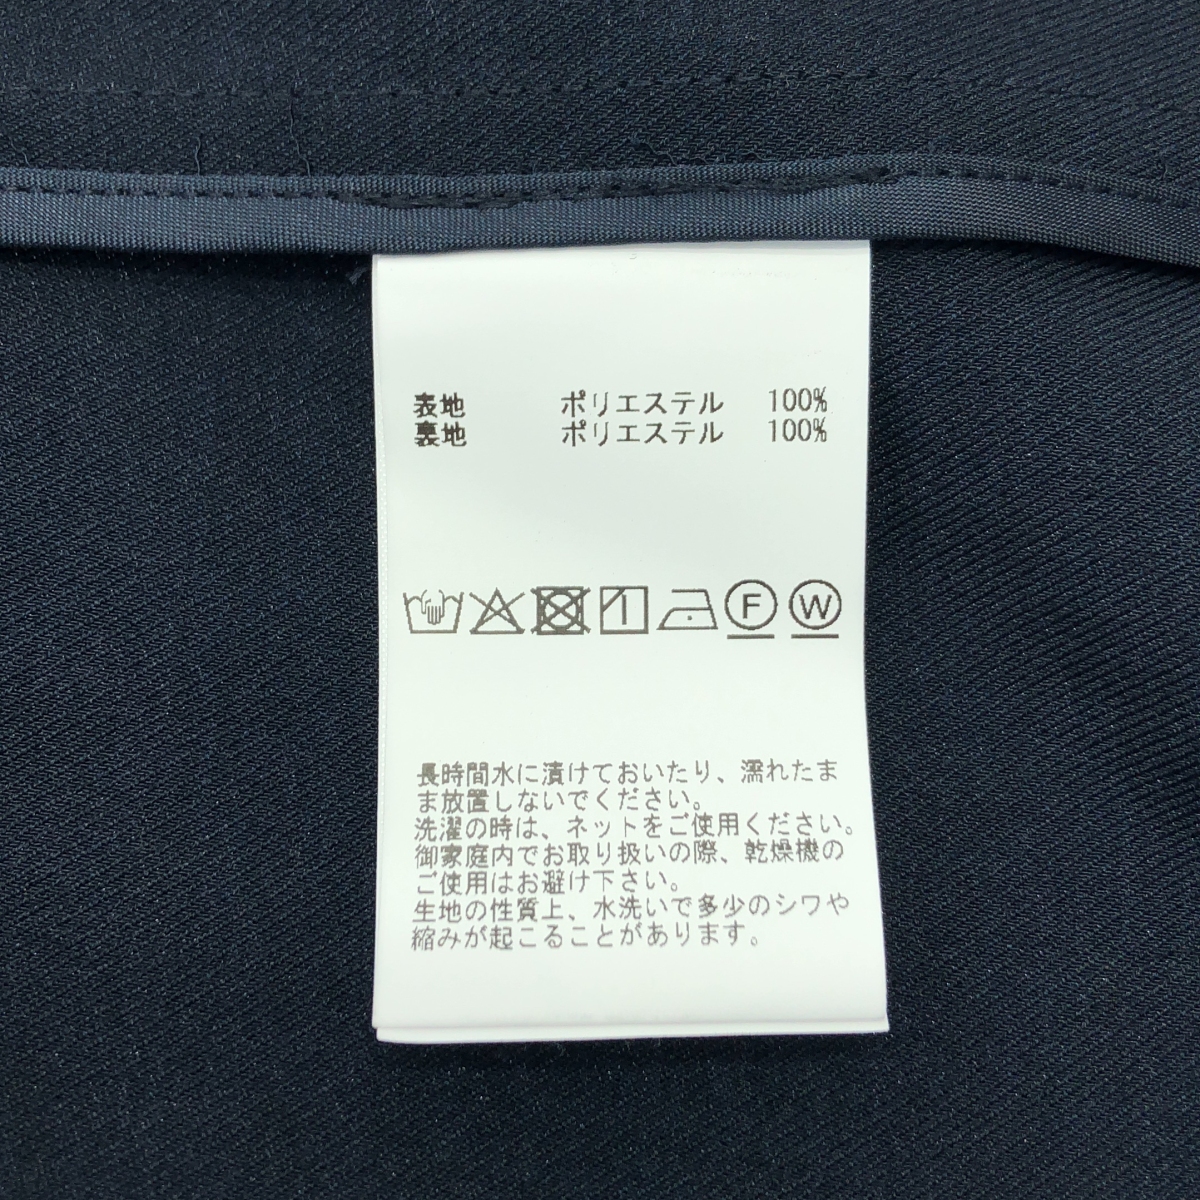 表地 ポリエステル 100%
裏地 ポリエステル 100%
F W
長時間水に漬けておいたり、濡れたま
ま放置しないでください。
洗濯の時は、ネットをご使用ください。
御家庭内でお取り扱いの際、乾燥機の
ご使用はお避け下さい。
生地の性質上、水洗いで多少のシワや
縮みが起こることがあります。